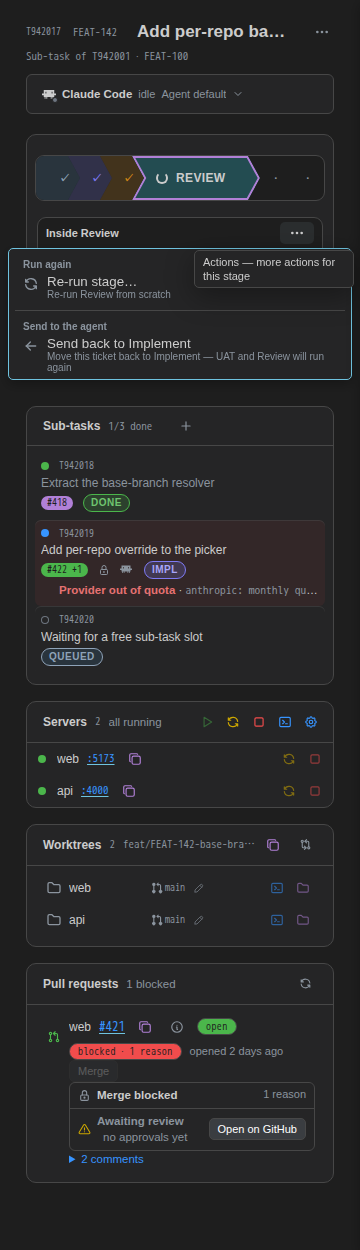 T942017 FEAT-142 Add per-repo ba… ···
Sub-task of T942001 · FEAT-100
Claude Code idle Agent default
REVIEW
Inside Review
Actions — more actions for
this stage
Run again
Re-run stage…
Re-run Review from scratch
Send to the agent
Send back to Implement
Move this ticket back to Implement — UAT and Review will run
again
Sub-tasks 1/3 done
T942018
Extract the base-branch resolver
#418 DONE
T942019
Add per-repo override to the picker
#422 +1 IMPL
Provider out of quota · anthropic: monthly qu…
T942020
Waiting for a free sub-task slot
QUEUED
Servers 2 all running
web :5173
api :4000
Worktrees 2 feat/FEAT-142-base-bra…
web main
api main
Pull requests 1 blocked
web #421 open
blocked · 1 reason opened 2 days ago
Merge
Merge blocked 1 reason
Awaiting review
no approvals yet
Open on GitHub
2 comments